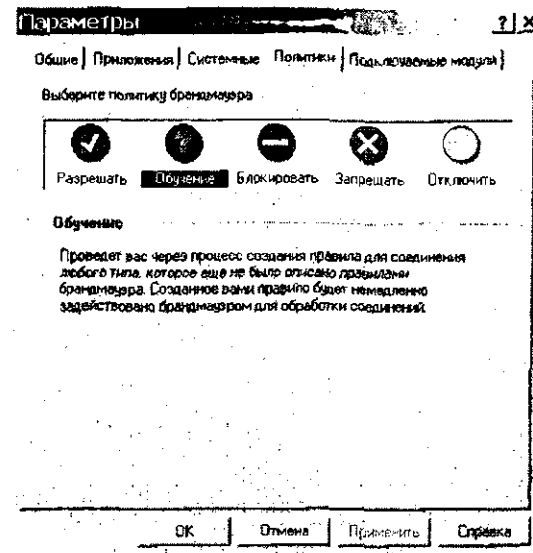 Параметры
Общие Приложения Системные Политики Подключаемые модули
Выберите политику брандмауэра
Разрешать Обучение Блокировать Запрещать Отключить
Обучение
Проведет вас через процесс создания правила для соединения
любого типа, которое еще не было описано правилами
брандмауэра. Созданное вами правило будет немедленно
задействовано брандмауэром для обработки соединений.
OK Отмена Применить Справка